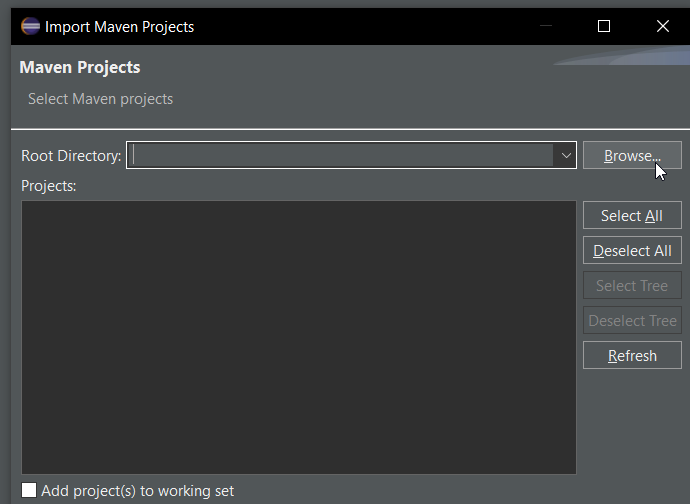 Import Maven Projects
Maven Projects
Select Maven projects
Root Directory:
Browse...
Projects:
Select All
Deselect All
Select Tree
Deselect Tree
Refresh
Add project(s) to working set